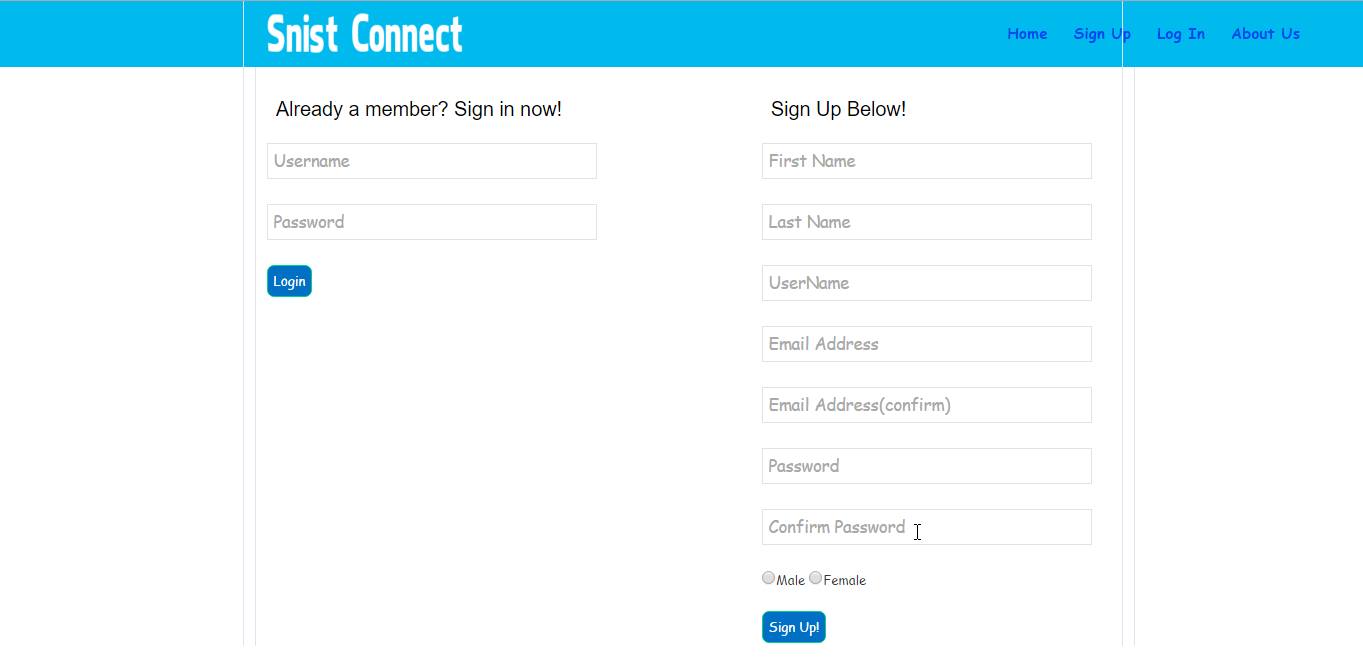 Snist Connect
Home Sign Up Log In About Us
Already a member? Sign in now!
Username
Password
Login
Sign Up Below!
First Name
Last Name
UserName
Email Address
Email Address(confirm)
Password
Confirm Password
Male Female
Sign Up!